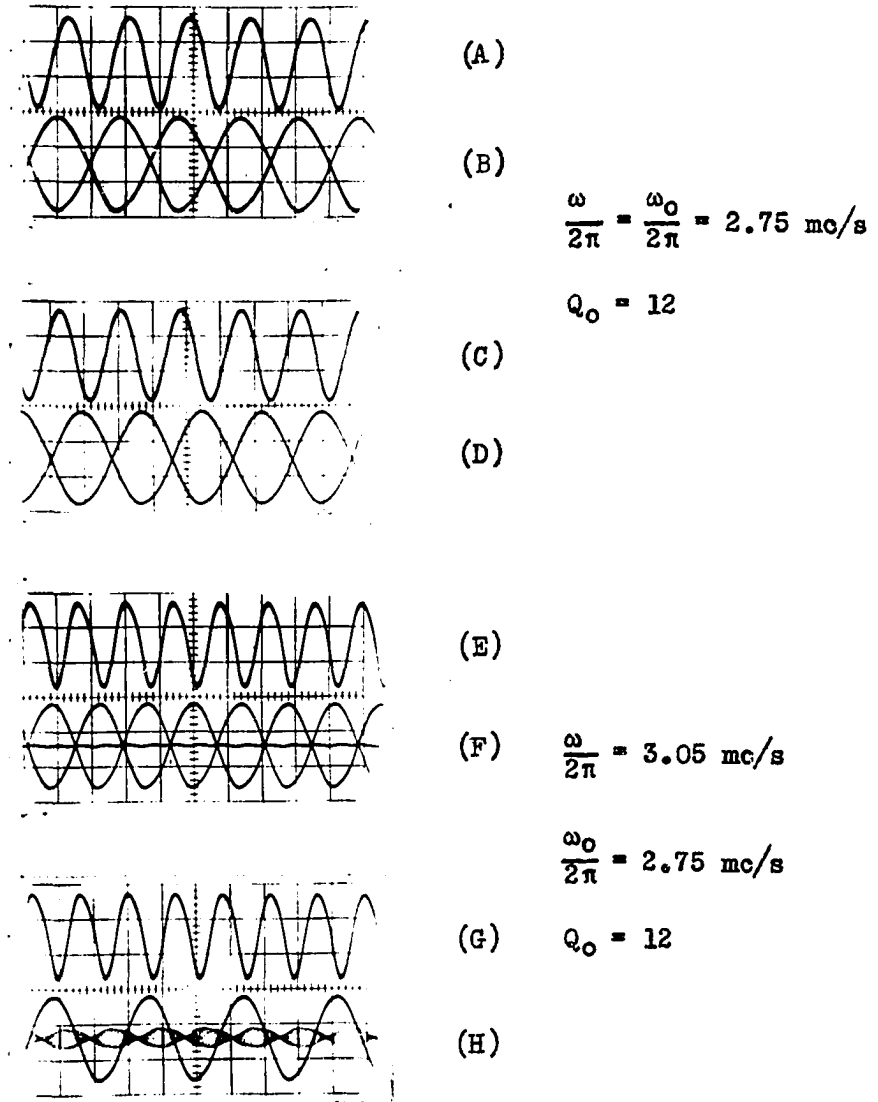 (A)
(B)
ω/2π = ω₀/2π = 2.75 mc/s
Q₀ = 12
(C)
(D)
(E)
(F)
ω/2π = 3.05 mc/s
ω₀/2π = 2.75 mc/s
(G)
Q₀ = 12
(H)